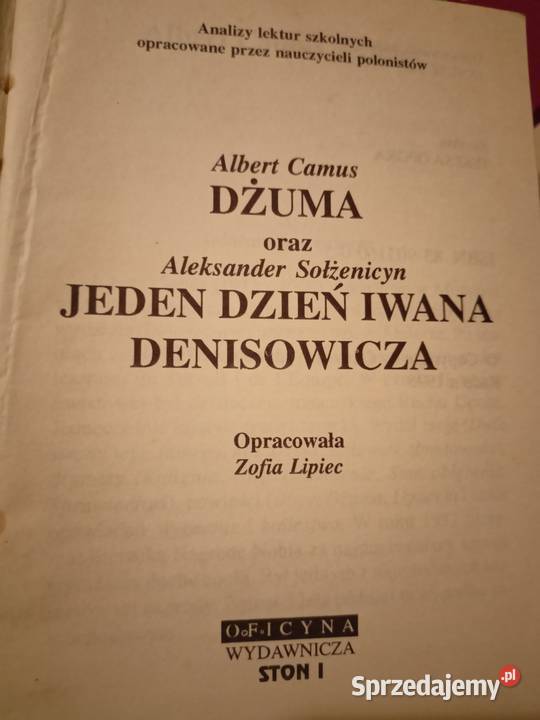 Analizy lektur szkolnych
opracowane przez nauczycieli polonistów
Albert Camus
DŻUMA
oraz
Aleksander Sołżenicyn
JEDEN DZIEŃ IWANA
DENISOWICZA
Opracowała
Zofia Lipiec
OFICYNA
WYDAWNICZA
STON I
Sprzedajemy.pl